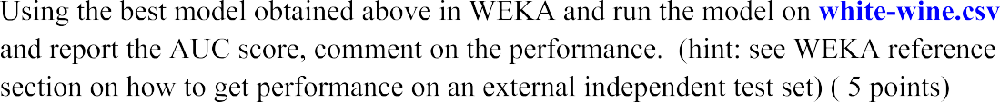 Using the best model obtained above in WEKA and run the model on white-wine.csv
and report the AUC score, comment on the performance.  (hint: see WEKA reference
section on how to get performance on an external independent test set) ( 5 points)